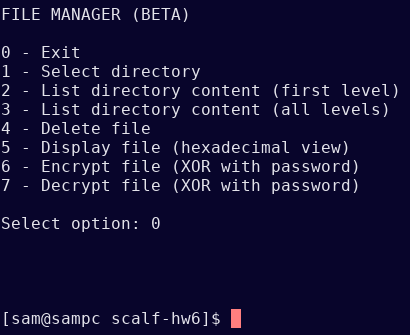 FILE MANAGER (BETA)
0 - Exit
1 - Select directory
2 - List directory content (first level)
3 - List directory content (all levels)
4 - Delete file
5 - Display file (hexadecimal view)
6 - Encrypt file (XOR with password)
7 - Decrypt file (XOR with password)
Select option: 0
[sam@sampc scalf-hw6]$